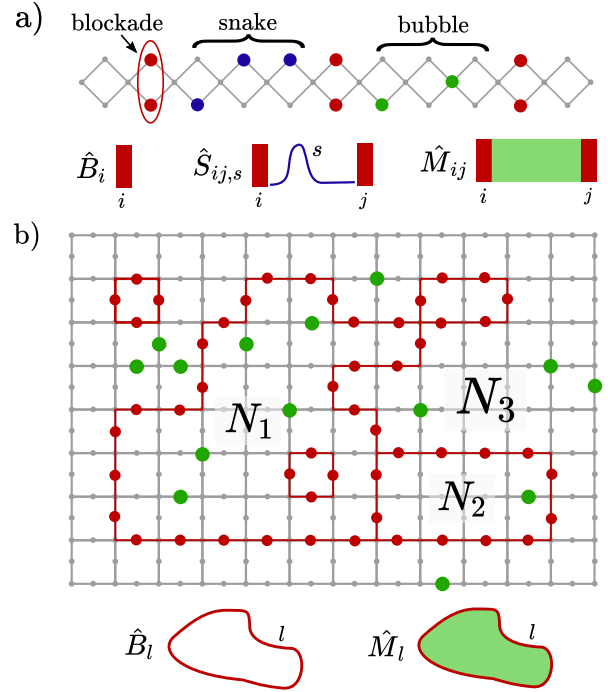 a)
blockade
snake
bubble
B̂ᵢ
i
Ŝᵢⱼ,ₛ
i
s
j
M̂ᵢⱼ
i
j
b)
N₁
N₃
N₂
B̂ₗ
l
M̂ₗ
l